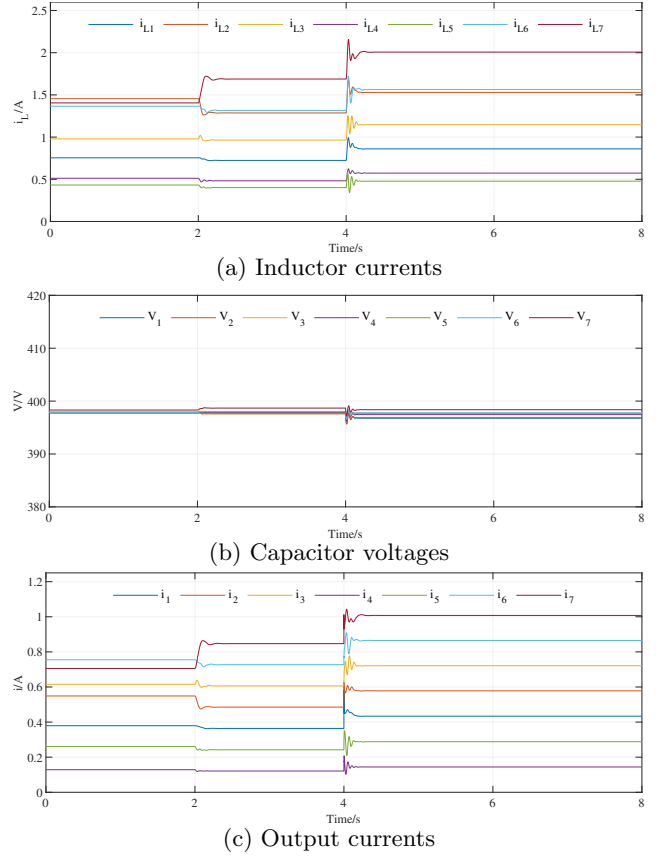 2.5
2
1.5
1
0.5
0
i_L/A
i_L1 i_L2 i_L3 i_L4 i_L5 i_L6 i_L7
0 2 4 6 8
Time/s
(a) Inductor currents
420
410
400
390
380
V/V
V_1 V_2 V_3 V_4 V_5 V_6 V_7
0 2 4 6 8
Time/s
(b) Capacitor voltages
1.2
1
0.8
0.6
0.4
0.2
0
i/A
i_1 i_2 i_3 i_4 i_5 i_6 i_7
0 2 4 6 8
Time/s
(c) Output currents